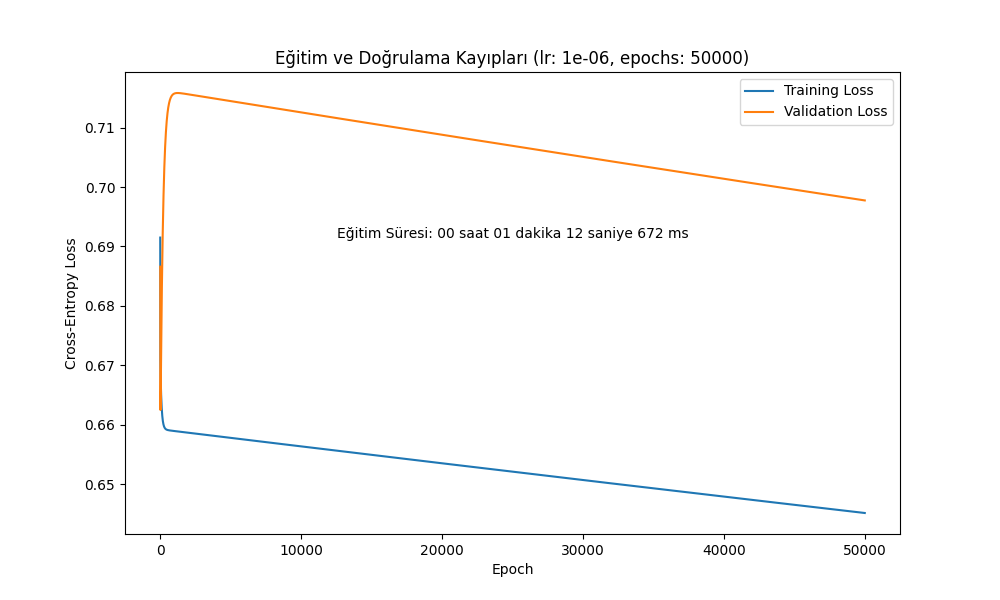 Eğitim ve Doğrulama Kayıpları (lr: 1e-06, epochs: 50000)
Training Loss
Validation Loss
0.71
0.70
0.69
0.68
0.67
0.66
0.65
Cross-Entropy Loss
Eğitim Süresi: 00 saat 01 dakika 12 saniye 672 ms
0
10000
20000
30000
40000
50000
Epoch